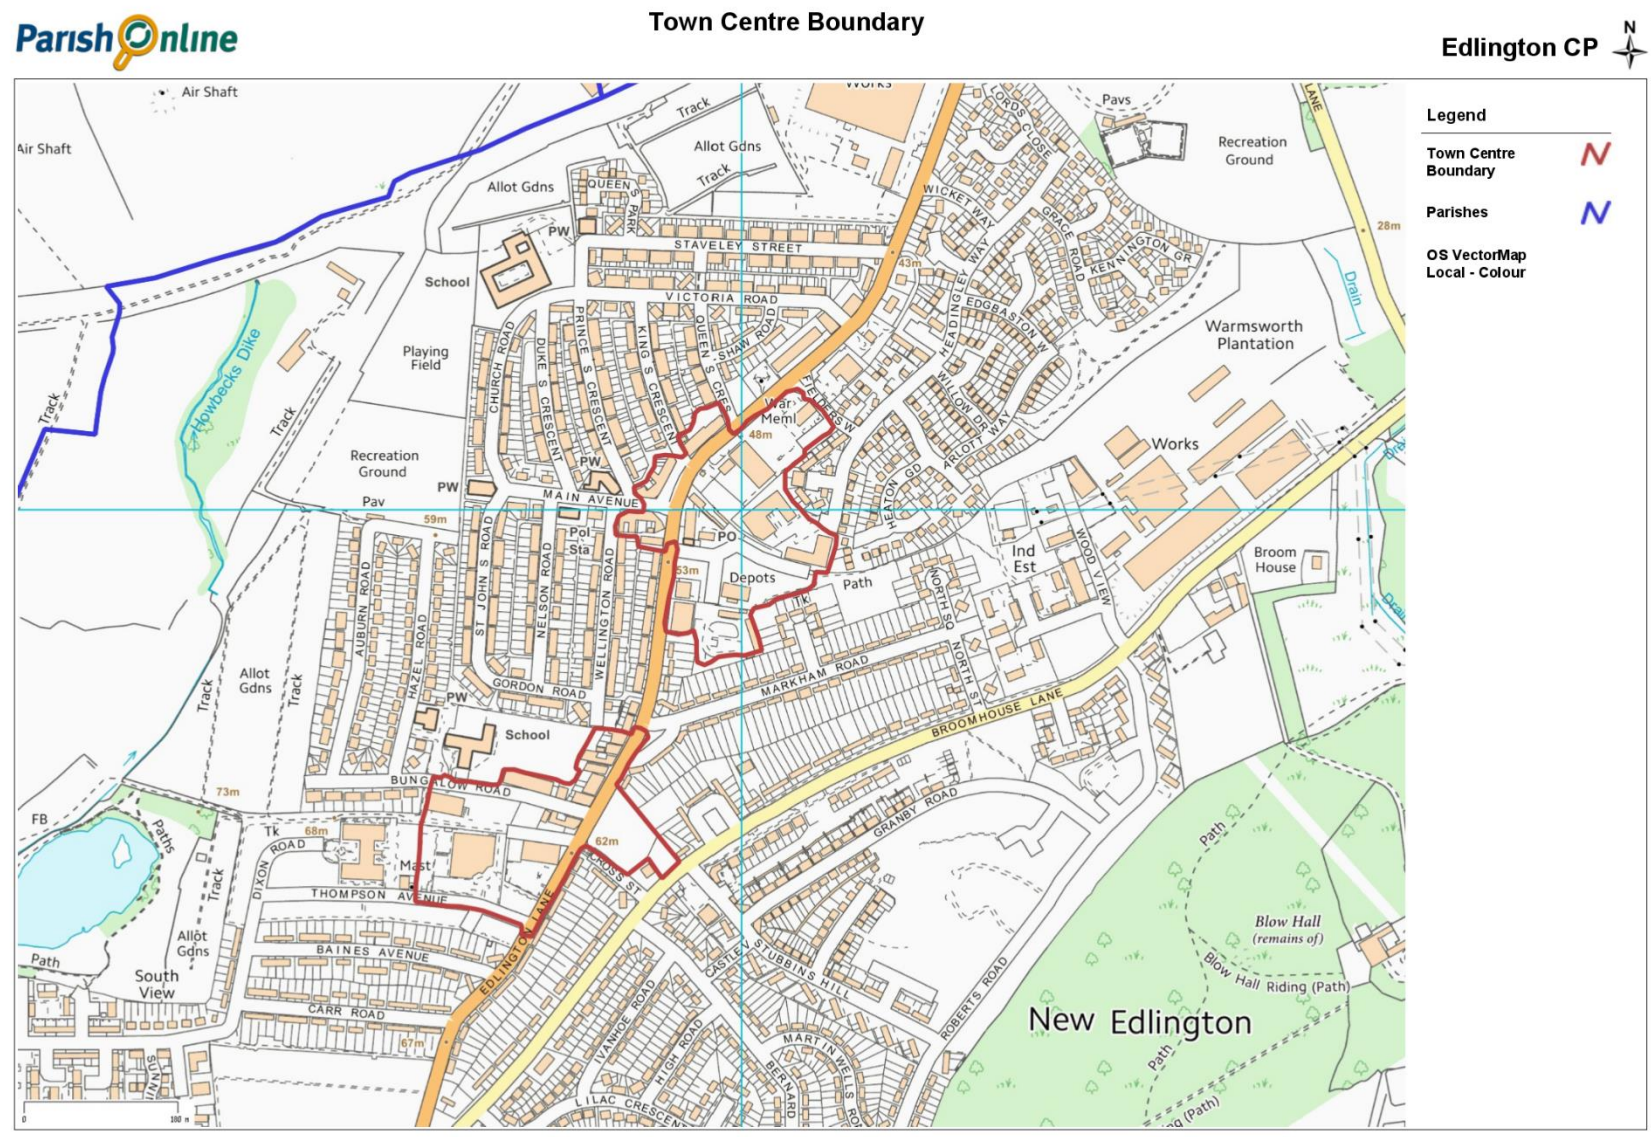 Parish Online
Town Centre Boundary
Edlington CP
N
Legend
Town Centre
Boundary
Parishes
OS VectorMap
Local - Colour
Air Shaft
Air Shaft
Track
Works
LORDS CLOSE
Pavs
LANE
Allot Gdns
Recreation
Ground
Track
Allot Gdns
QUEEN S PARK
WICKET WAY
GRACE ROAD
28m
PW
STAVELEY STREET
KENNINGTON GR
43m
School
HEADINGLEY WAY
Drain
VICTORIA ROAD
EDGBASTON W
Howbecks Dike
CHURCH ROAD
DUKE S CRESCENT
PRINCE S CRESCENT
KING S CRESCENT
QUEEN S CRES
SHAW ROAD
Warmsworth
Plantation
Playing
Field
Track
Track
WILLOW DR
ARLOTT WAY
FIELDERS W
War
Meml
48m
Works
Recreation
Ground
PW
PW
HEATON GD
Pav
MAIN AVENUE
59m
Pol
Sta
PO
Ind
Est
WOOD VIEW
Broom
House
53m
Depots
Path
Tk
NORTH SQ
Drain
AUBURN ROAD
HAZEL ROAD
ST JOHN S ROAD
NELSON ROAD
WELLINGTON ROAD
Allot
Gdns
Track
Track
MARKHAM ROAD
NORTH ST
GORDON ROAD
PW
BROOMHOUSE LANE
School
BUNGALOW ROAD
73m
GRANBY ROAD
FB
Paths
Tk
68m
DIXON ROAD
62m
CROSS ST
Path
Mast
Track
THOMPSON AVENUE
EDLINGTON LANE
Blow Hall
(remains of)
Allot
Gdns
BAINES AVENUE
Path
South
View
CASTLE V
STUBBINS HILL
Blow Hall Riding (Path)
CARR ROAD
IVANHOE ROAD
ROBERTS ROAD
New Edlington
67m
HIGH ROAD
MARTIN WELLS RO
Path
BERNARD
SUNNI
LILAC CRESCENT
ng (Path)
0
180 m